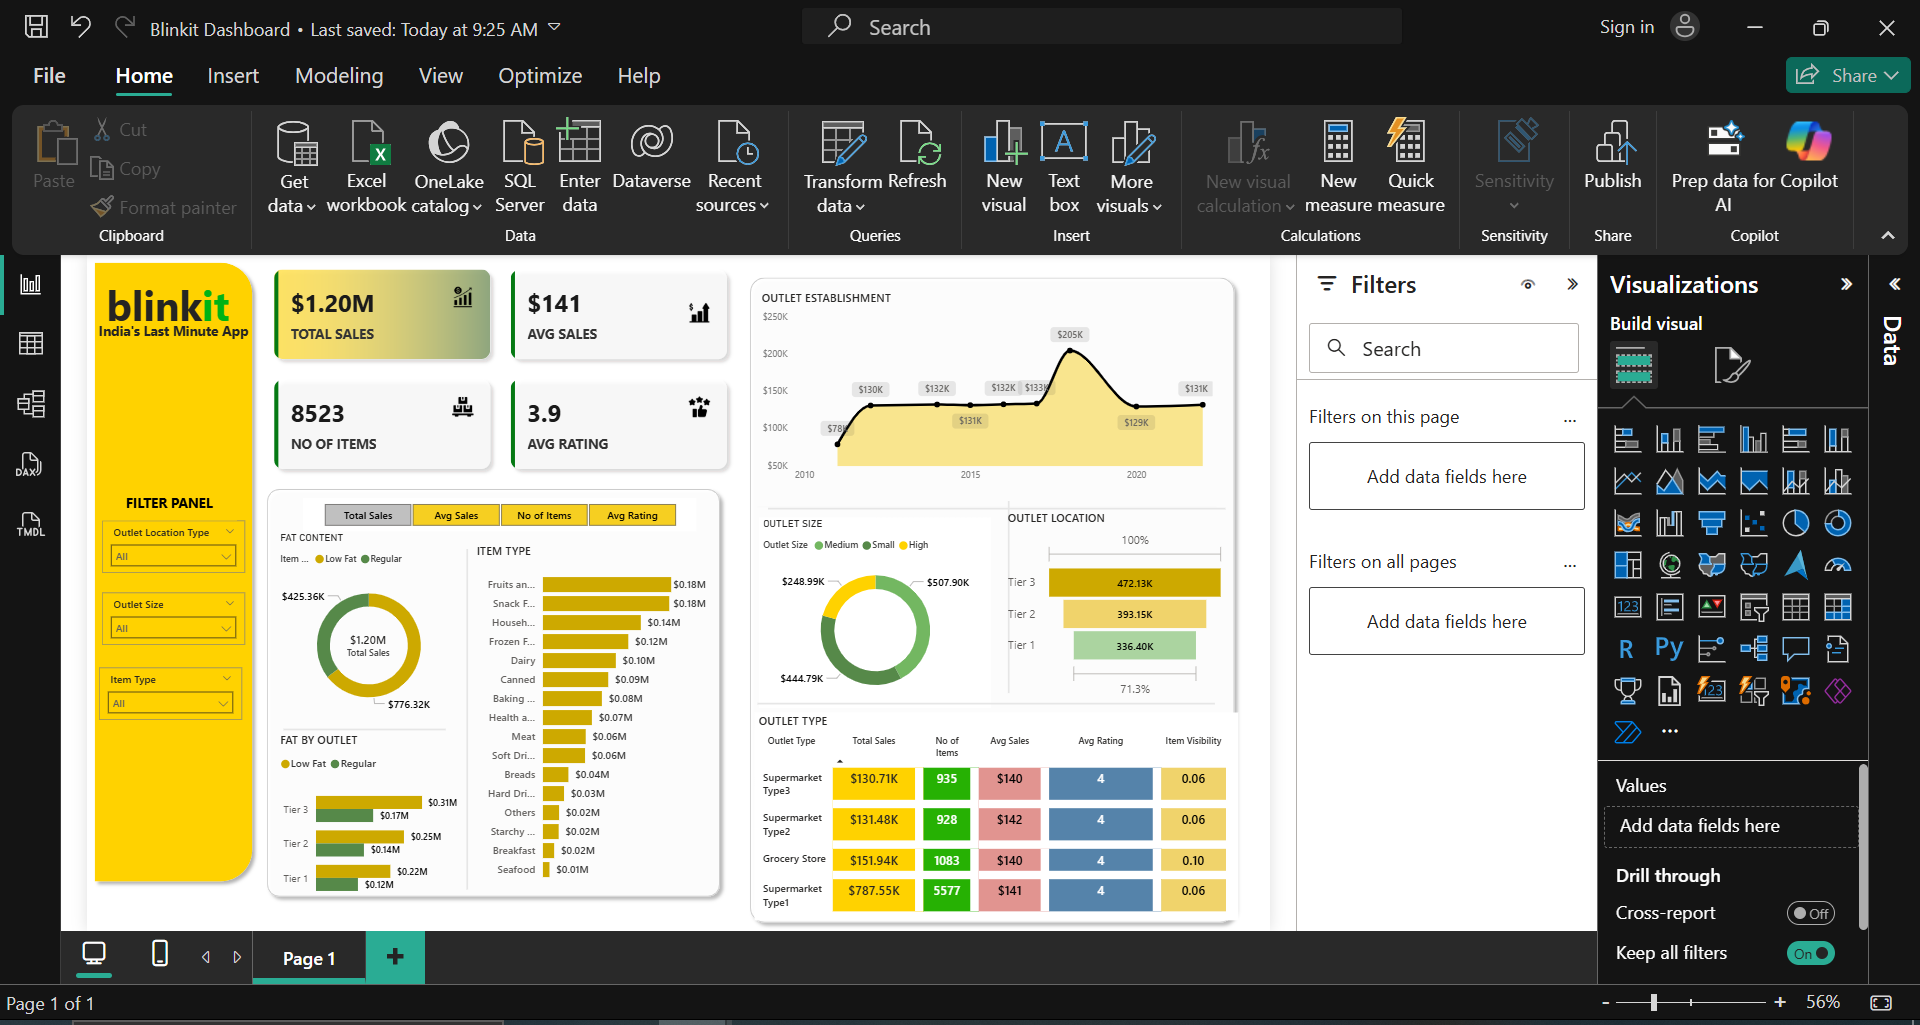 Blinkit Dashboard • Last saved: Today at 9:25 AM
Search
Sign in
File
Home
Insert
Modeling
View
Optimize
Help
Share
Paste
Cut
Copy
Format painter
Clipboard
Get data
Excel workbook
OneLake catalog
SQL Server
Enter data
Dataverse
Recent sources
Data
Transform data
Refresh
Queries
New visual
A
Text box
More visuals
Insert
New visual calculation
New measure
Quick measure
Calculations
Sensitivity
Sensitivity
Publish
Share
Prep data for AI
Copilot
Copilot
DAX
TMDL
blinkit
India's Last Minute App
FILTER PANEL
Outlet Location Type
All
Outlet Size
All
Item Type
All
$1.20M
TOTAL SALES
$141
AVG SALES
8523
NO OF ITEMS
3.9
AVG RATING
Total Sales
Avg Sales
No of Items
Avg Rating
FAT CONTENT
Item ... Low Fat Regular
$425.36K
$1.20M
Total Sales
$776.32K
FAT BY OUTLET
Low Fat Regular
Tier 3 $0.31M
$0.17M
Tier 2 $0.25M
$0.14M
Tier 1 $0.22M
$0.12M
ITEM TYPE
Fruits an... $0.18M
Snack F... $0.18M
Househ... $0.14M
Frozen F... $0.12M
Dairy $0.10M
Canned $0.09M
Baking ... $0.08M
Health a... $0.07M
Meat $0.06M
Soft Dri... $0.06M
Breads $0.04M
Hard Dri... $0.03M
Others $0.02M
Starchy ... $0.02M
Breakfast $0.02M
Seafood $0.01M
OUTLET ESTABLISHMENT
$250K
$200K
$150K
$100K
$50K
$78K
$130K
$132K
$131K
$132K
$133K
$205K
$129K
$131K
2010
2015
2020
OUTLET SIZE
Outlet Size Medium Small High
$248.99K
$507.90K
$444.79K
OUTLET LOCATION
100%
Tier 3 472.13K
Tier 2 393.15K
Tier 1 336.40K
71.3%
OUTLET TYPE
Outlet Type Total Sales No of Items Avg Sales Avg Rating Item Visibility
Supermarket Type3 $130.71K 935 $140 4 0.06
Supermarket Type2 $131.48K 928 $142 4 0.06
Grocery Store $151.94K 1083 $140 4 0.10
Supermarket Type1 $787.55K 5577 $141 4 0.06
Filters
Search
Filters on this page ...
Add data fields here
Filters on all pages ...
Add data fields here
Visualizations
Build visual
123
R
Py
123
...
Values
Add data fields here
Drill through
Cross-report
Off
Keep all filters
On
Data
Page 1
+
Page 1 of 1
- + 56%